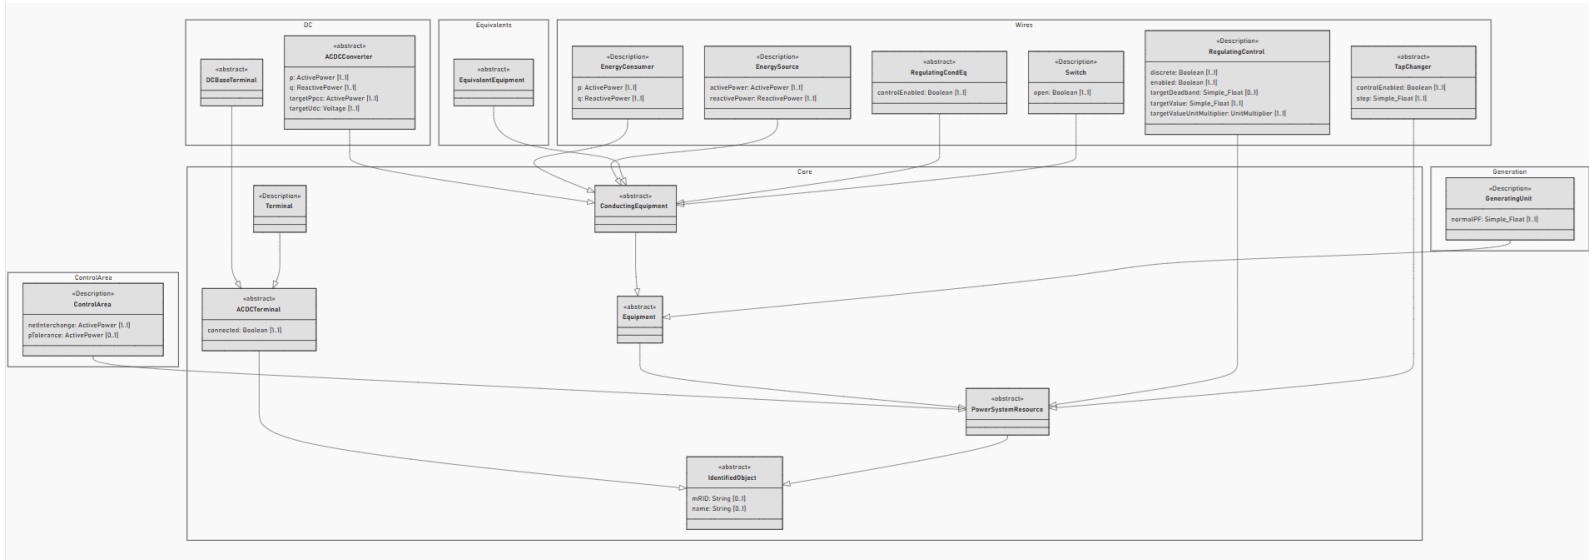 DC
«abstract»
DCBaseTerminal
«abstract»
ACDCConverter
p: ActivePower [1..1]
q: ReactivePower [1..1]
targetPpcc: ActivePower [1..1]
targetUdc: Voltage [1..1]
Equivalents
«abstract»
EquivalentEquipment
Wires
«Description»
EnergyConsumer
p: ActivePower [1..1]
q: ReactivePower [1..1]
«Description»
EnergySource
activePower: ActivePower [1..1]
reactivePower: ReactivePower [1..1]
«abstract»
RegulatingCondEq
controlEnabled: Boolean [1..1]
«Description»
Switch
open: Boolean [1..1]
«Description»
RegulatingControl
discrete: Boolean [1..1]
enabled: Boolean [1..1]
targetDeadband: Simple_Float [0..1]
targetValue: Simple_Float [1..1]
targetValueUnitMultiplier: UnitMultiplier [1..1]
«abstract»
TapChanger
controlEnabled: Boolean [1..1]
step: Simple_Float [1..1]
Core
«Description»
Terminal
«abstract»
ConductingEquipment
Generation
«Description»
GeneratingUnit
normalPF: Simple_Float [1..1]
ControlArea
«Description»
ControlArea
netInterchange: ActivePower [1..1]
pTolerance: ActivePower [0..1]
«abstract»
ACDCTerminal
connected: Boolean [1..1]
«abstract»
Equipment
«abstract»
PowerSystemResource
«abstract»
IdentifiedObject
mRID: String [0..1]
name: String [0..1]